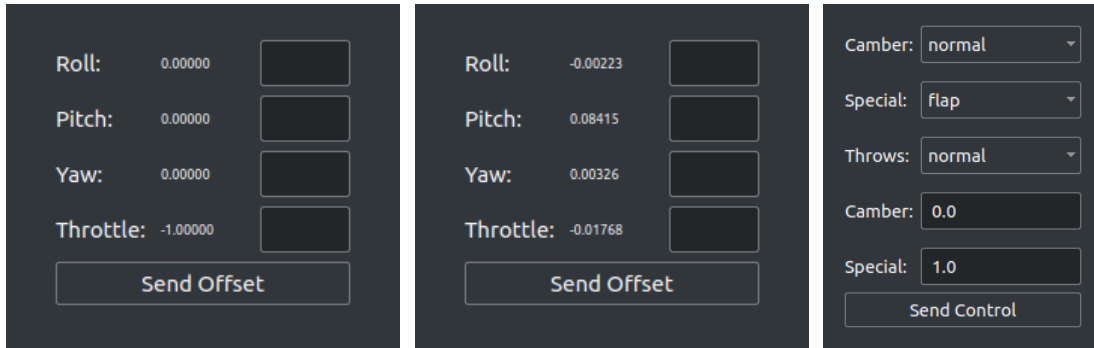 Roll: 0.00000
Pitch: 0.00000
Yaw: 0.00000
Throttle: -1.00000
Send Offset
Roll: -0.00223
Pitch: 0.08415
Yaw: 0.00326
Throttle: -0.01768
Send Offset
Camber: normal
Special: flap
Throws: normal
Camber: 0.0
Special: 1.0
Send Control